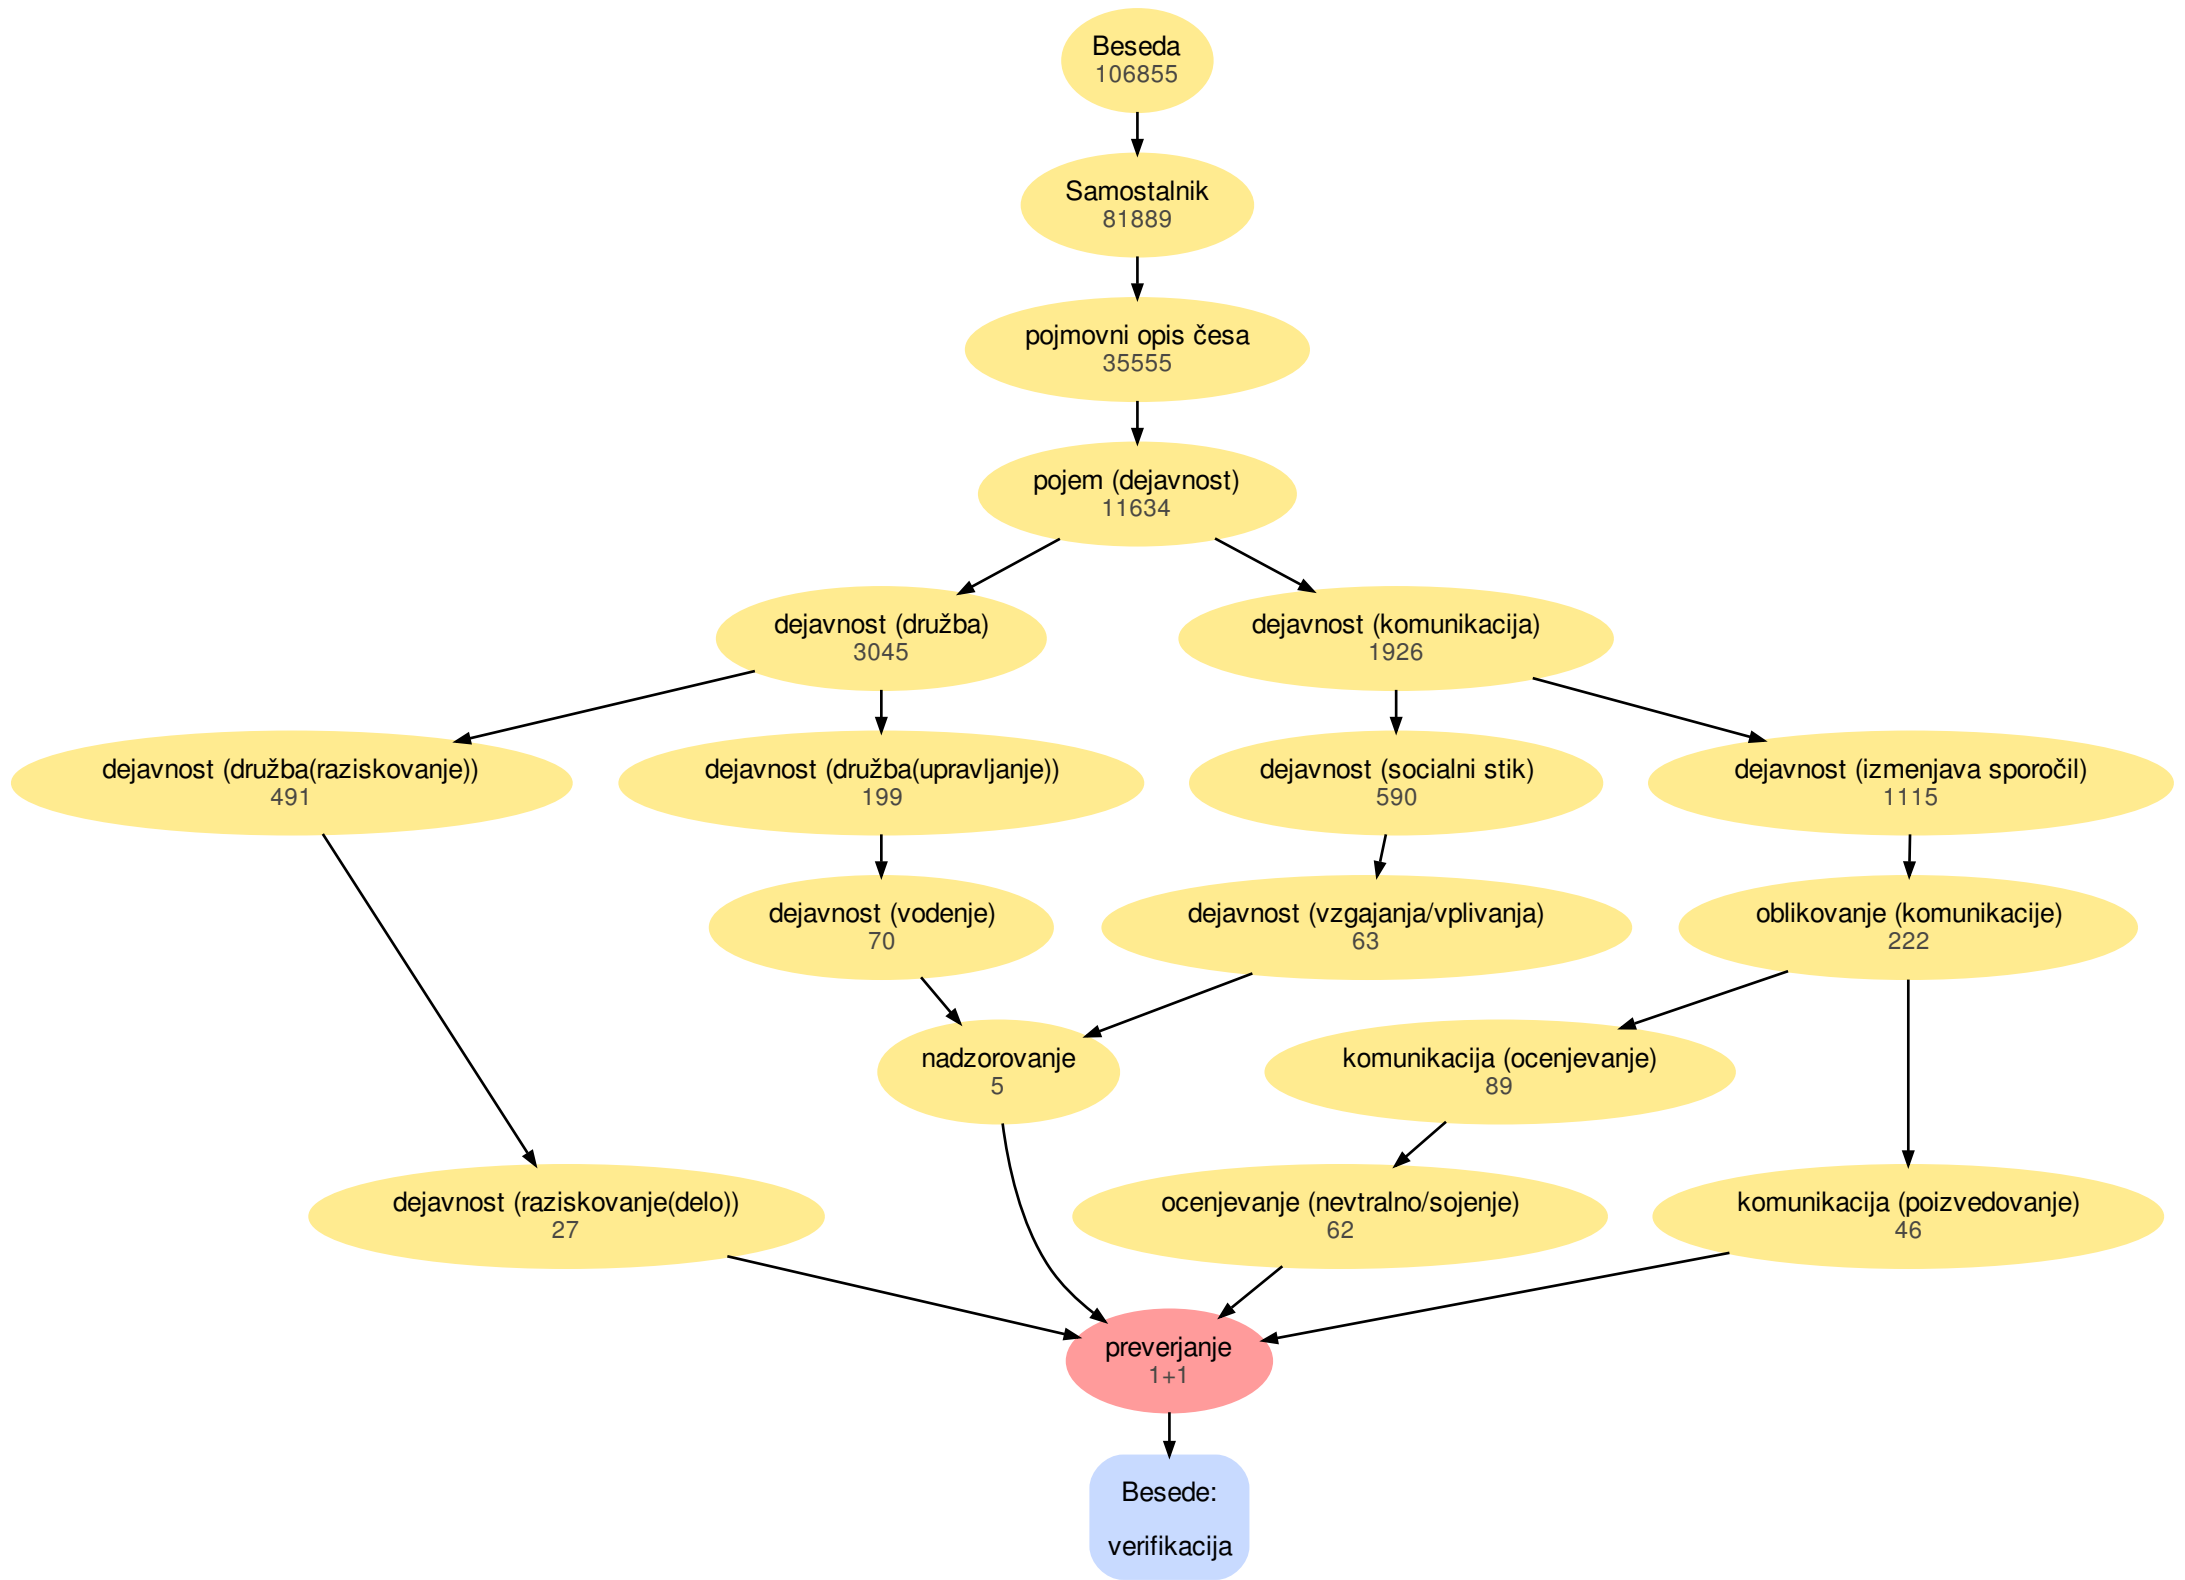 Beseda
106855
Samostalnik
81889
pojmovni opis česa
35555
pojem (dejavnost)
11634
dejavnost (družba)
3045
dejavnost (komunikacija)
1926
dejavnost (družba(raziskovanje))
491
dejavnost (družba(upravljanje))
199
dejavnost (socialni stik)
590
dejavnost (izmenjava sporočil)
1115
dejavnost (vodenje)
70
dejavnost (vzgajanja/vplivanja)
63
oblikovanje (komunikacije)
222
nadzorovanje
5
komunikacija (ocenjevanje)
89
dejavnost (raziskovanje(delo))
27
ocenjevanje (nevtralno/sojenje)
62
komunikacija (poizvedovanje)
46
preverjanje
1+1
Besede:
verifikacija